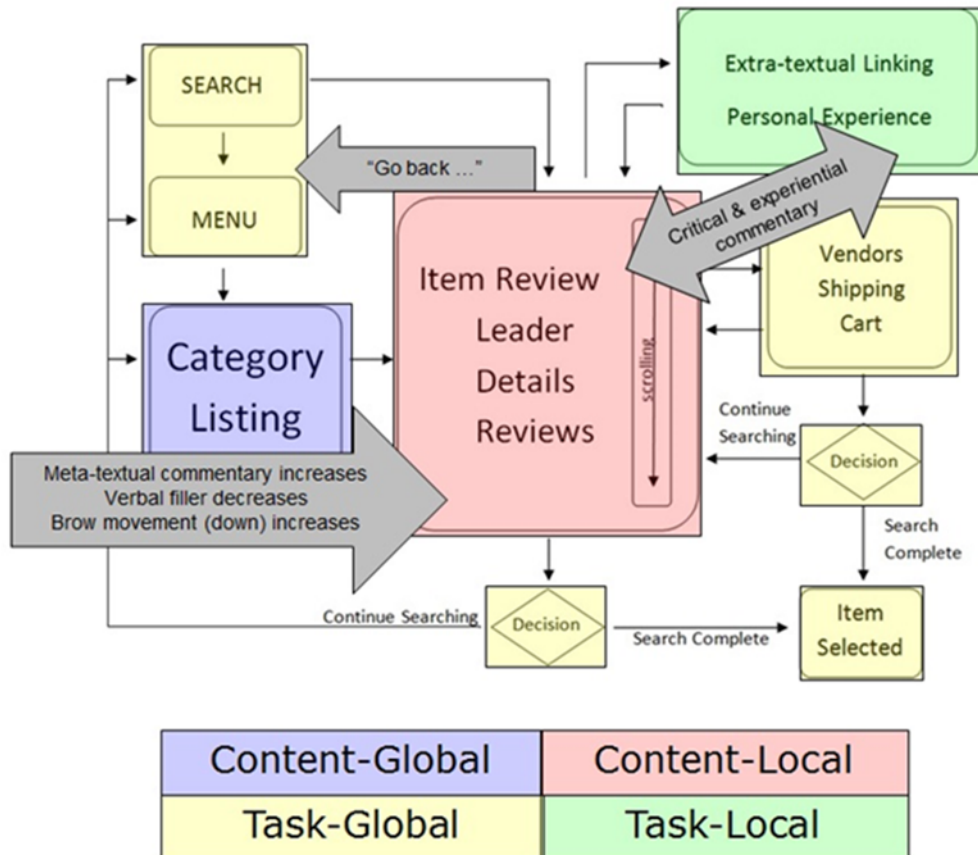 SEARCH
MENU
"Go back ..."
Extra-textual Linking
Personal Experience
Critical & experiential
commentary
Category
Listing
Item Review
Leader
Details
Reviews
scrolling
Vendors
Shipping
Cart
Meta-textual commentary increases
Verbal filler decreases
Brow movement (down) increases
Continue
Searching
Decision
Search
Complete
Continue Searching
Decision
Search Complete
Item
Selected
Content-Global
Content-Local
Task-Global
Task-Local